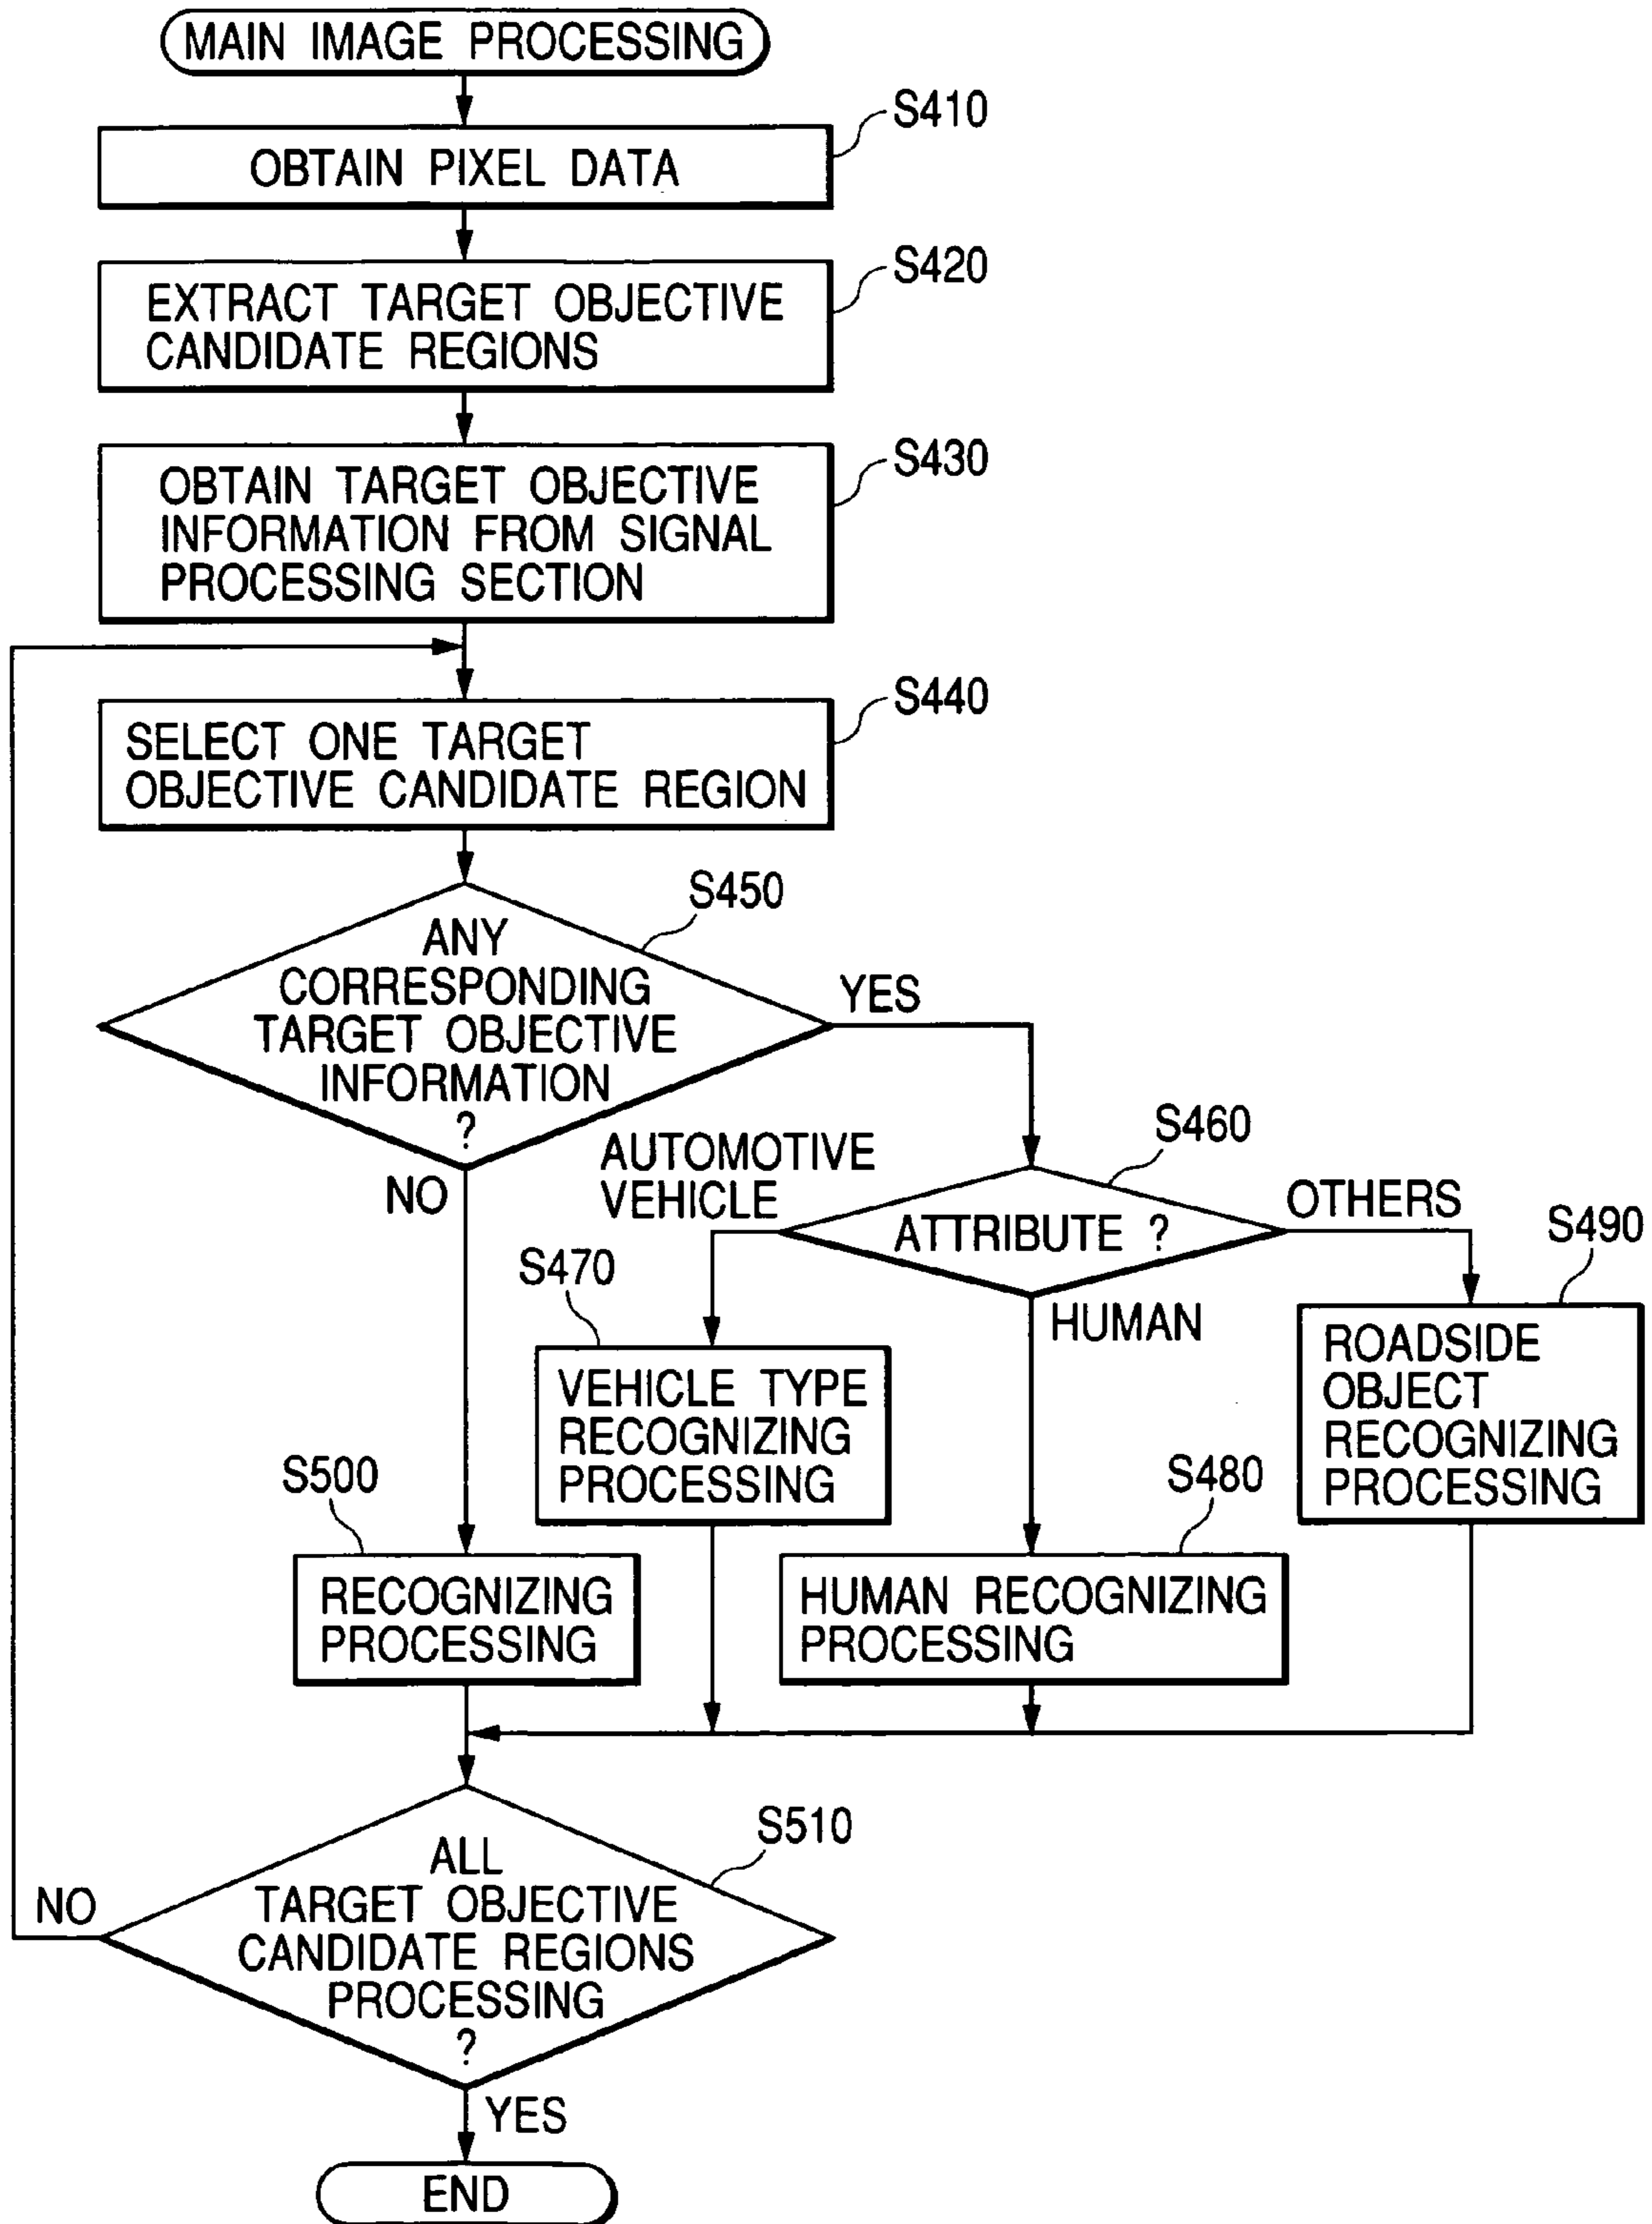 MAIN IMAGE PROCESSING
S410
OBTAIN PIXEL DATA
S420
EXTRACT TARGET OBJECTIVE
CANDIDATE REGIONS
S430
OBTAIN TARGET OBJECTIVE
INFORMATION FROM SIGNAL
PROCESSING SECTION
S440
SELECT ONE TARGET
OBJECTIVE CANDIDATE REGION
S450
ANY
CORRESPONDING
TARGET OBJECTIVE
INFORMATION
?
YES
NO
S460
ATTRIBUTE ?
AUTOMOTIVE
VEHICLE
HUMAN
OTHERS
S470
VEHICLE TYPE
RECOGNIZING
PROCESSING
S480
HUMAN RECOGNIZING
PROCESSING
S490
ROADSIDE
OBJECT
RECOGNIZING
PROCESSING
S500
RECOGNIZING
PROCESSING
S510
ALL
TARGET OBJECTIVE
CANDIDATE REGIONS
PROCESSING
?
NO
YES
END